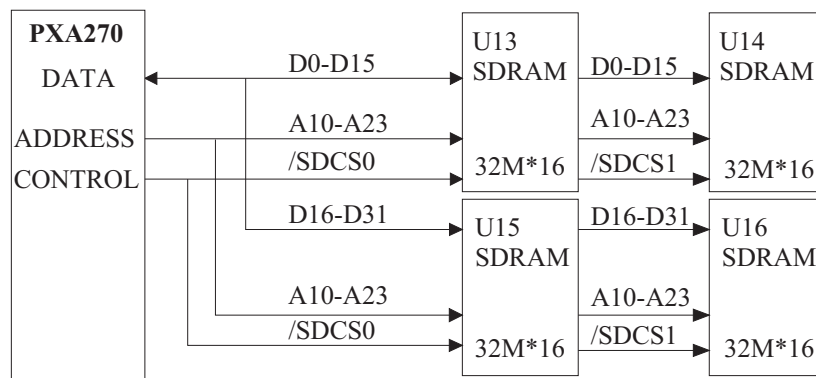 PXA270
DATA
ADDRESS
CONTROL
D0-D15
A10-A23
/SDCS0
D16-D31
A10-A23
/SDCS0
U13
SDRAM
32M*16
U15
SDRAM
32M*16
D0-D15
A10-A23
/SDCS1
D16-D31
A10-A23
/SDCS1
U14
SDRAM
32M*16
U16
SDRAM
32M*16